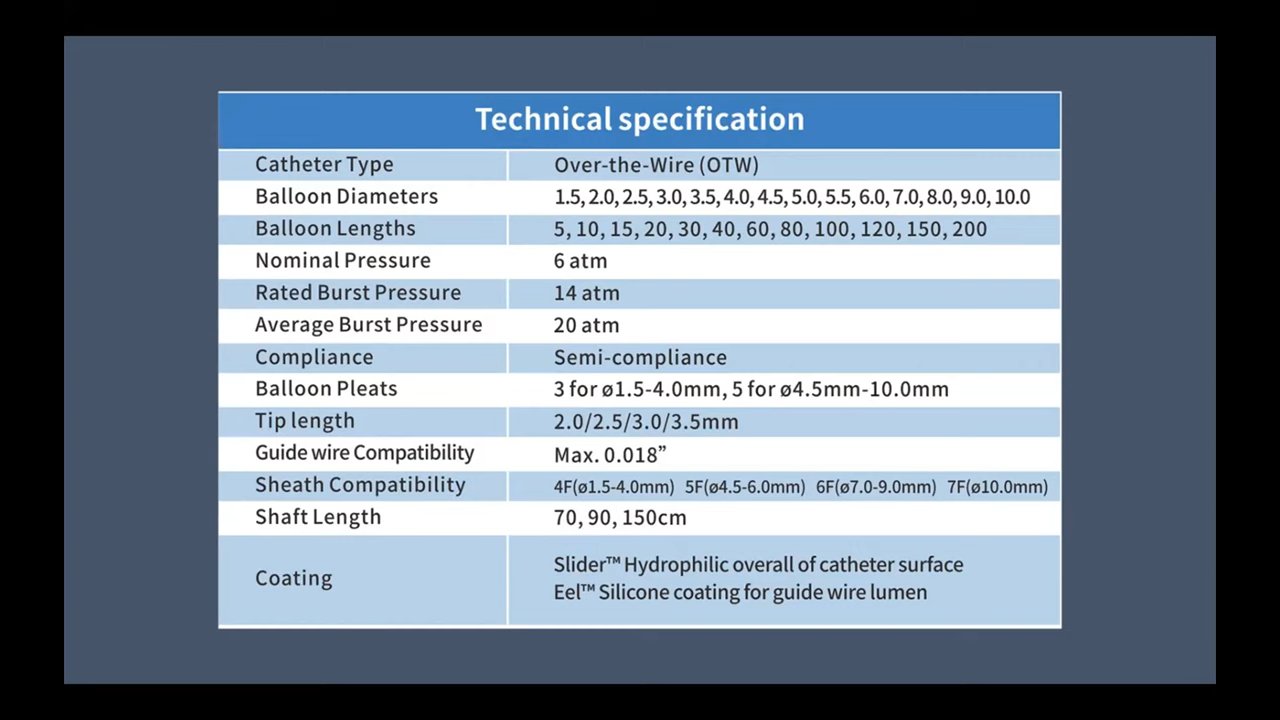 Technical specification
Catheter Type Over-the-Wire (OTW)
Balloon Diameters 1.5, 2.0, 2.5, 3.0, 3.5, 4.0, 4.5, 5.0, 5.5, 6.0, 7.0, 8.0, 9.0, 10.0
Balloon Lengths 5, 10, 15, 20, 30, 40, 60, 80, 100, 120, 150, 200
Nominal Pressure 6 atm
Rated Burst Pressure 14 atm
Average Burst Pressure 20 atm
Compliance Semi-compliance
Balloon Pleats 3 for ø1.5-4.0mm, 5 for ø4.5mm-10.0mm
Tip length 2.0/2.5/3.0/3.5mm
Guide wire Compatibility Max. 0.018”
Sheath Compatibility 4F(ø1.5-4.0mm) 5F(ø4.5-6.0mm) 6F(ø7.0-9.0mm) 7F(ø10.0mm)
Shaft Length 70, 90, 150cm
Coating Slider™ Hydrophilic overall of catheter surface
Eel™ Silicone coating for guide wire lumen